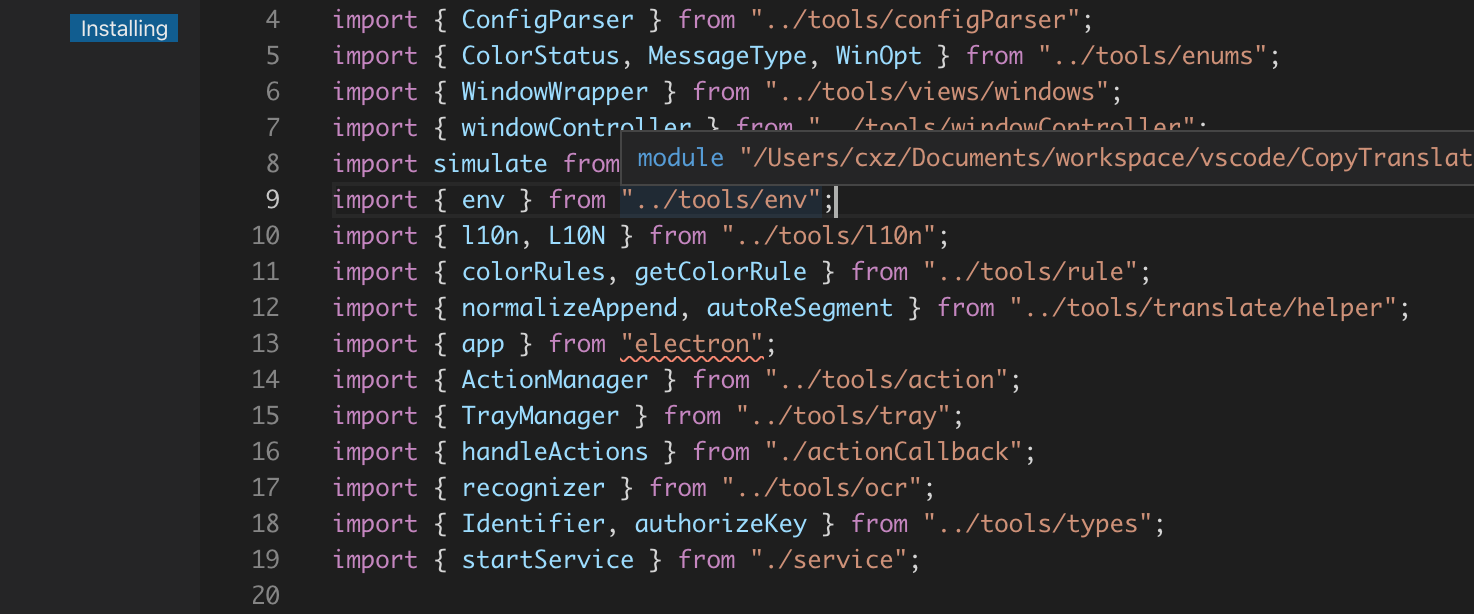 Installing
4 import { ConfigParser } from "../tools/configParser";
5 import { ColorStatus, MessageType, WinOpt } from "../tools/enums";
6 import { WindowWrapper } from "../tools/views/windows";
7 import { windowController } from "../tools/windowController";
module "/Users/cxz/Documents/workspace/vscode/CopyTranslat
8 import simulate from
9 import { env } from "../tools/env";
10 import { l10n, L10N } from "../tools/l10n";
11 import { colorRules, getColorRule } from "../tools/rule";
12 import { normalizeAppend, autoReSegment } from "../tools/translate/helper";
13 import { app } from "electron";
14 import { ActionManager } from "../tools/action";
15 import { TrayManager } from "../tools/tray";
16 import { handleActions } from "./actionCallback";
17 import { recognizer } from "../tools/ocr";
18 import { Identifier, authorizeKey } from "../tools/types";
19 import { startService } from "./service";
20